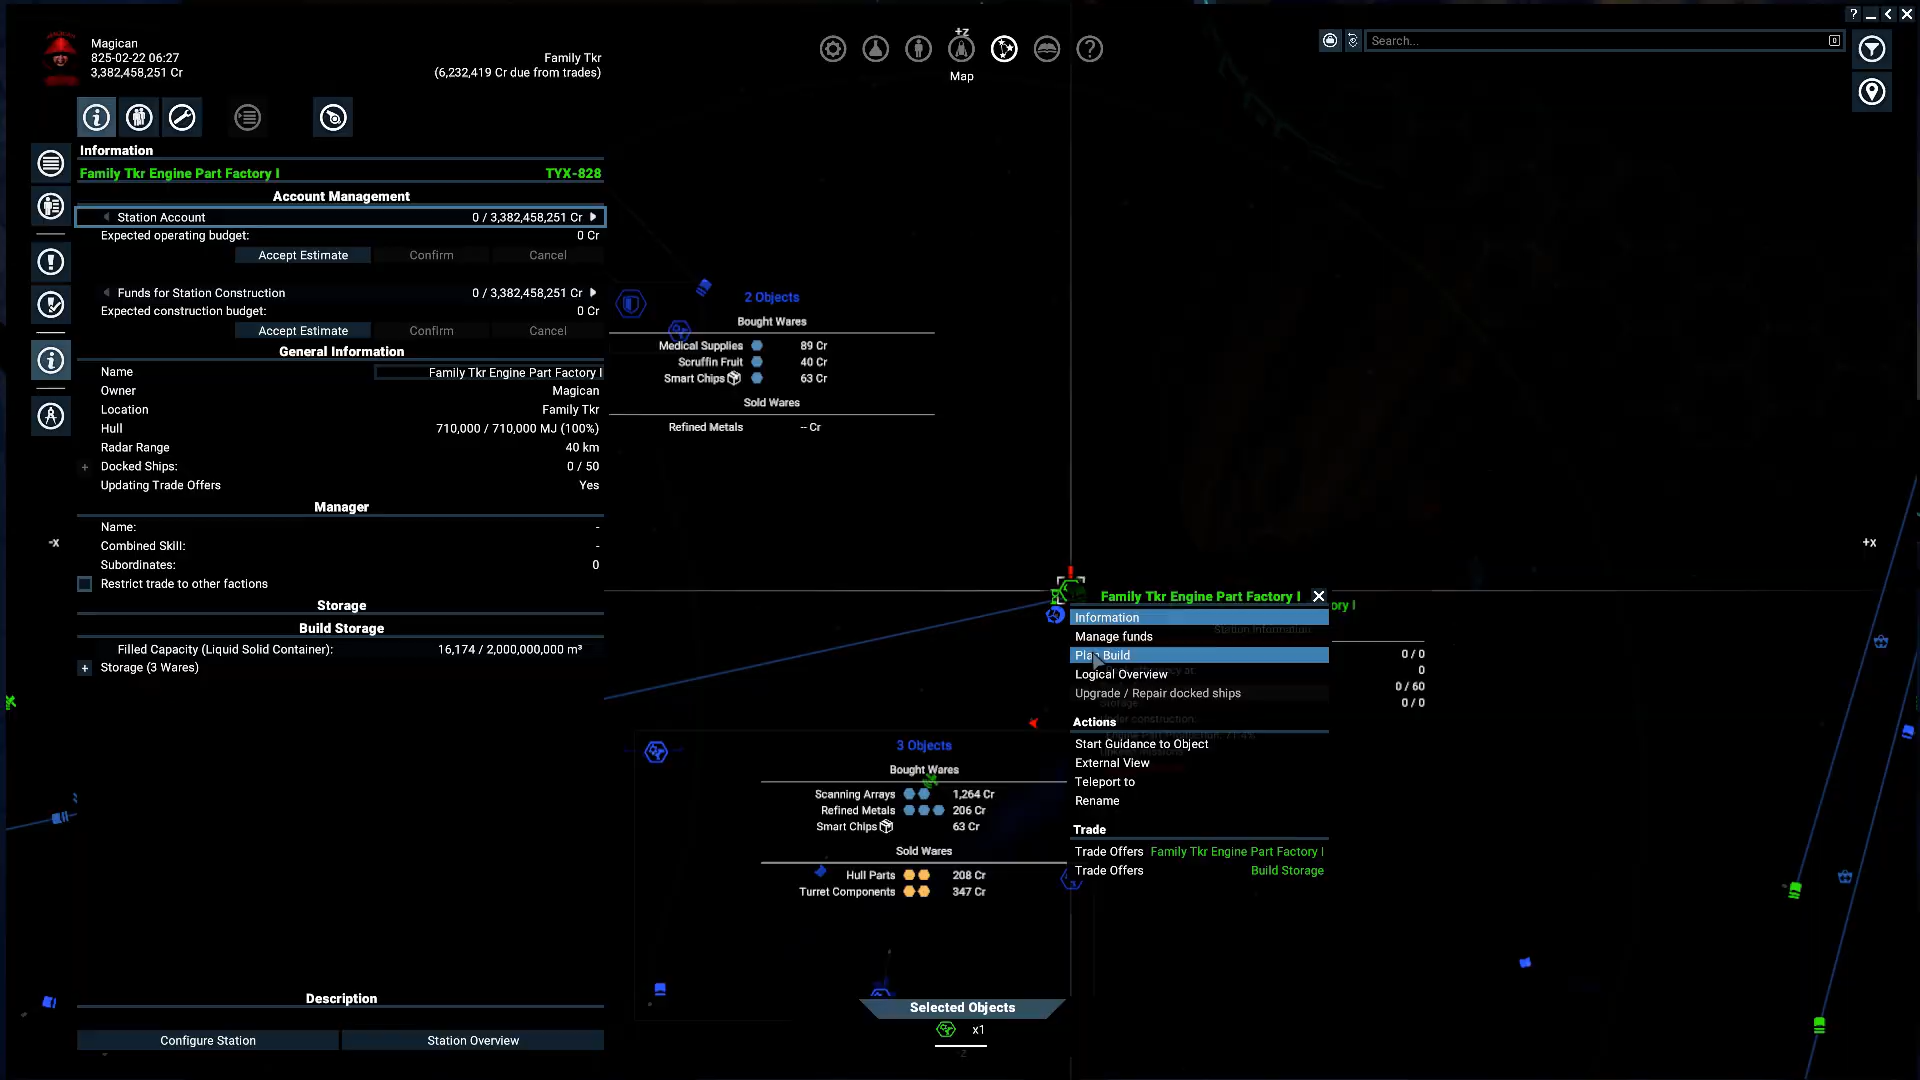 Magican
825-02-22 06:27
3,382,458,251 Cr
Family Tkr
(6,232,419 Cr due from trades)
+z
Map
Search...
Information
Family Tkr Engine Part Factory I TYX-828
Account Management
Station Account 0 / 3,382,458,251 Cr
Expected operating budget: 0 Cr
Accept Estimate Confirm Cancel
Funds for Station Construction 0 / 3,382,458,251 Cr
Expected construction budget: 0 Cr
Accept Estimate Confirm Cancel
General Information
Name Family Tkr Engine Part Factory I
Owner Magican
Location Family Tkr
Hull 710,000 / 710,000 MJ (100%)
Radar Range 40 km
+ Docked Ships: 0 / 50
Updating Trade Offers Yes
Manager
Name: -
Combined Skill: -
Subordinates: 0
Restrict trade to other factions
Storage
Build Storage
Filled Capacity (Liquid Solid Container): 16,174 / 2,000,000,000 m³
+ Storage (3 Wares)
Description
Configure Station Station Overview
-x
+x
2 Objects
Bought Wares
Medical Supplies 89 Cr
Scruffin Fruit 40 Cr
Smart Chips 63 Cr
Sold Wares
Refined Metals -- Cr
3 Objects
Bought Wares
Scanning Arrays 1,264 Cr
Refined Metals 206 Cr
Smart Chips 63 Cr
Sold Wares
Hull Parts 208 Cr
Turret Components 347 Cr
Family Tkr Engine Part Factory I
ory I
Information
Station Information
Manage funds
Plan Build
Logical Overview
Upgrade / Repair docked ships
0 / 0
0
0 / 60
0 / 0
Storage:
Actions
Start Guidance to Object
External View
Teleport to
Rename
Trade
Trade Offers Family Tkr Engine Part Factory I
Trade Offers Build Storage
Selected Objects
x1
-z